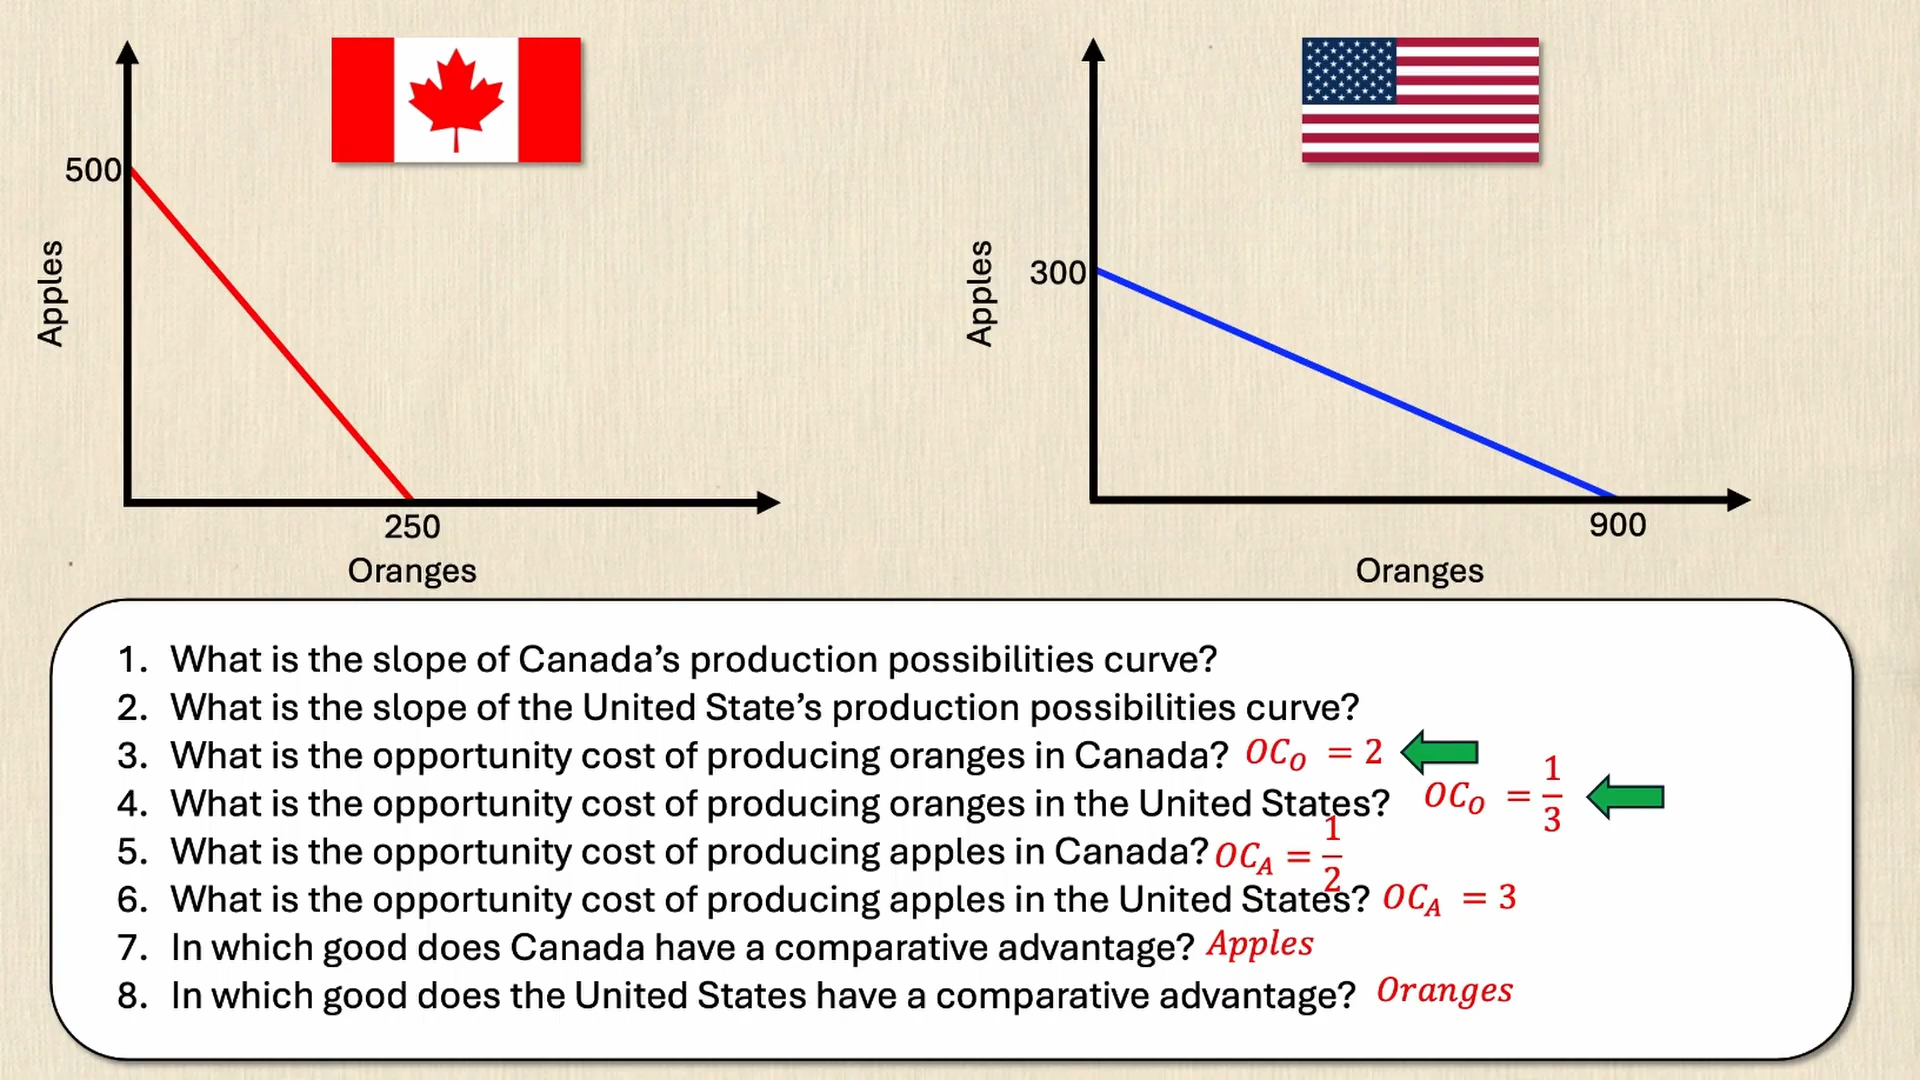 500
Apples
250
Oranges
300
Apples
900
Oranges
1. What is the slope of Canada’s production possibilities curve?
2. What is the slope of the United State’s production possibilities curve?
3. What is the opportunity cost of producing oranges in Canada? OC_O = 2
4. What is the opportunity cost of producing oranges in the United States? OC_O = 1/3
5. What is the opportunity cost of producing apples in Canada? OC_A = 1/2
6. What is the opportunity cost of producing apples in the United States? OC_A = 3
7. In which good does Canada have a comparative advantage? Apples
8. In which good does the United States have a comparative advantage? Oranges